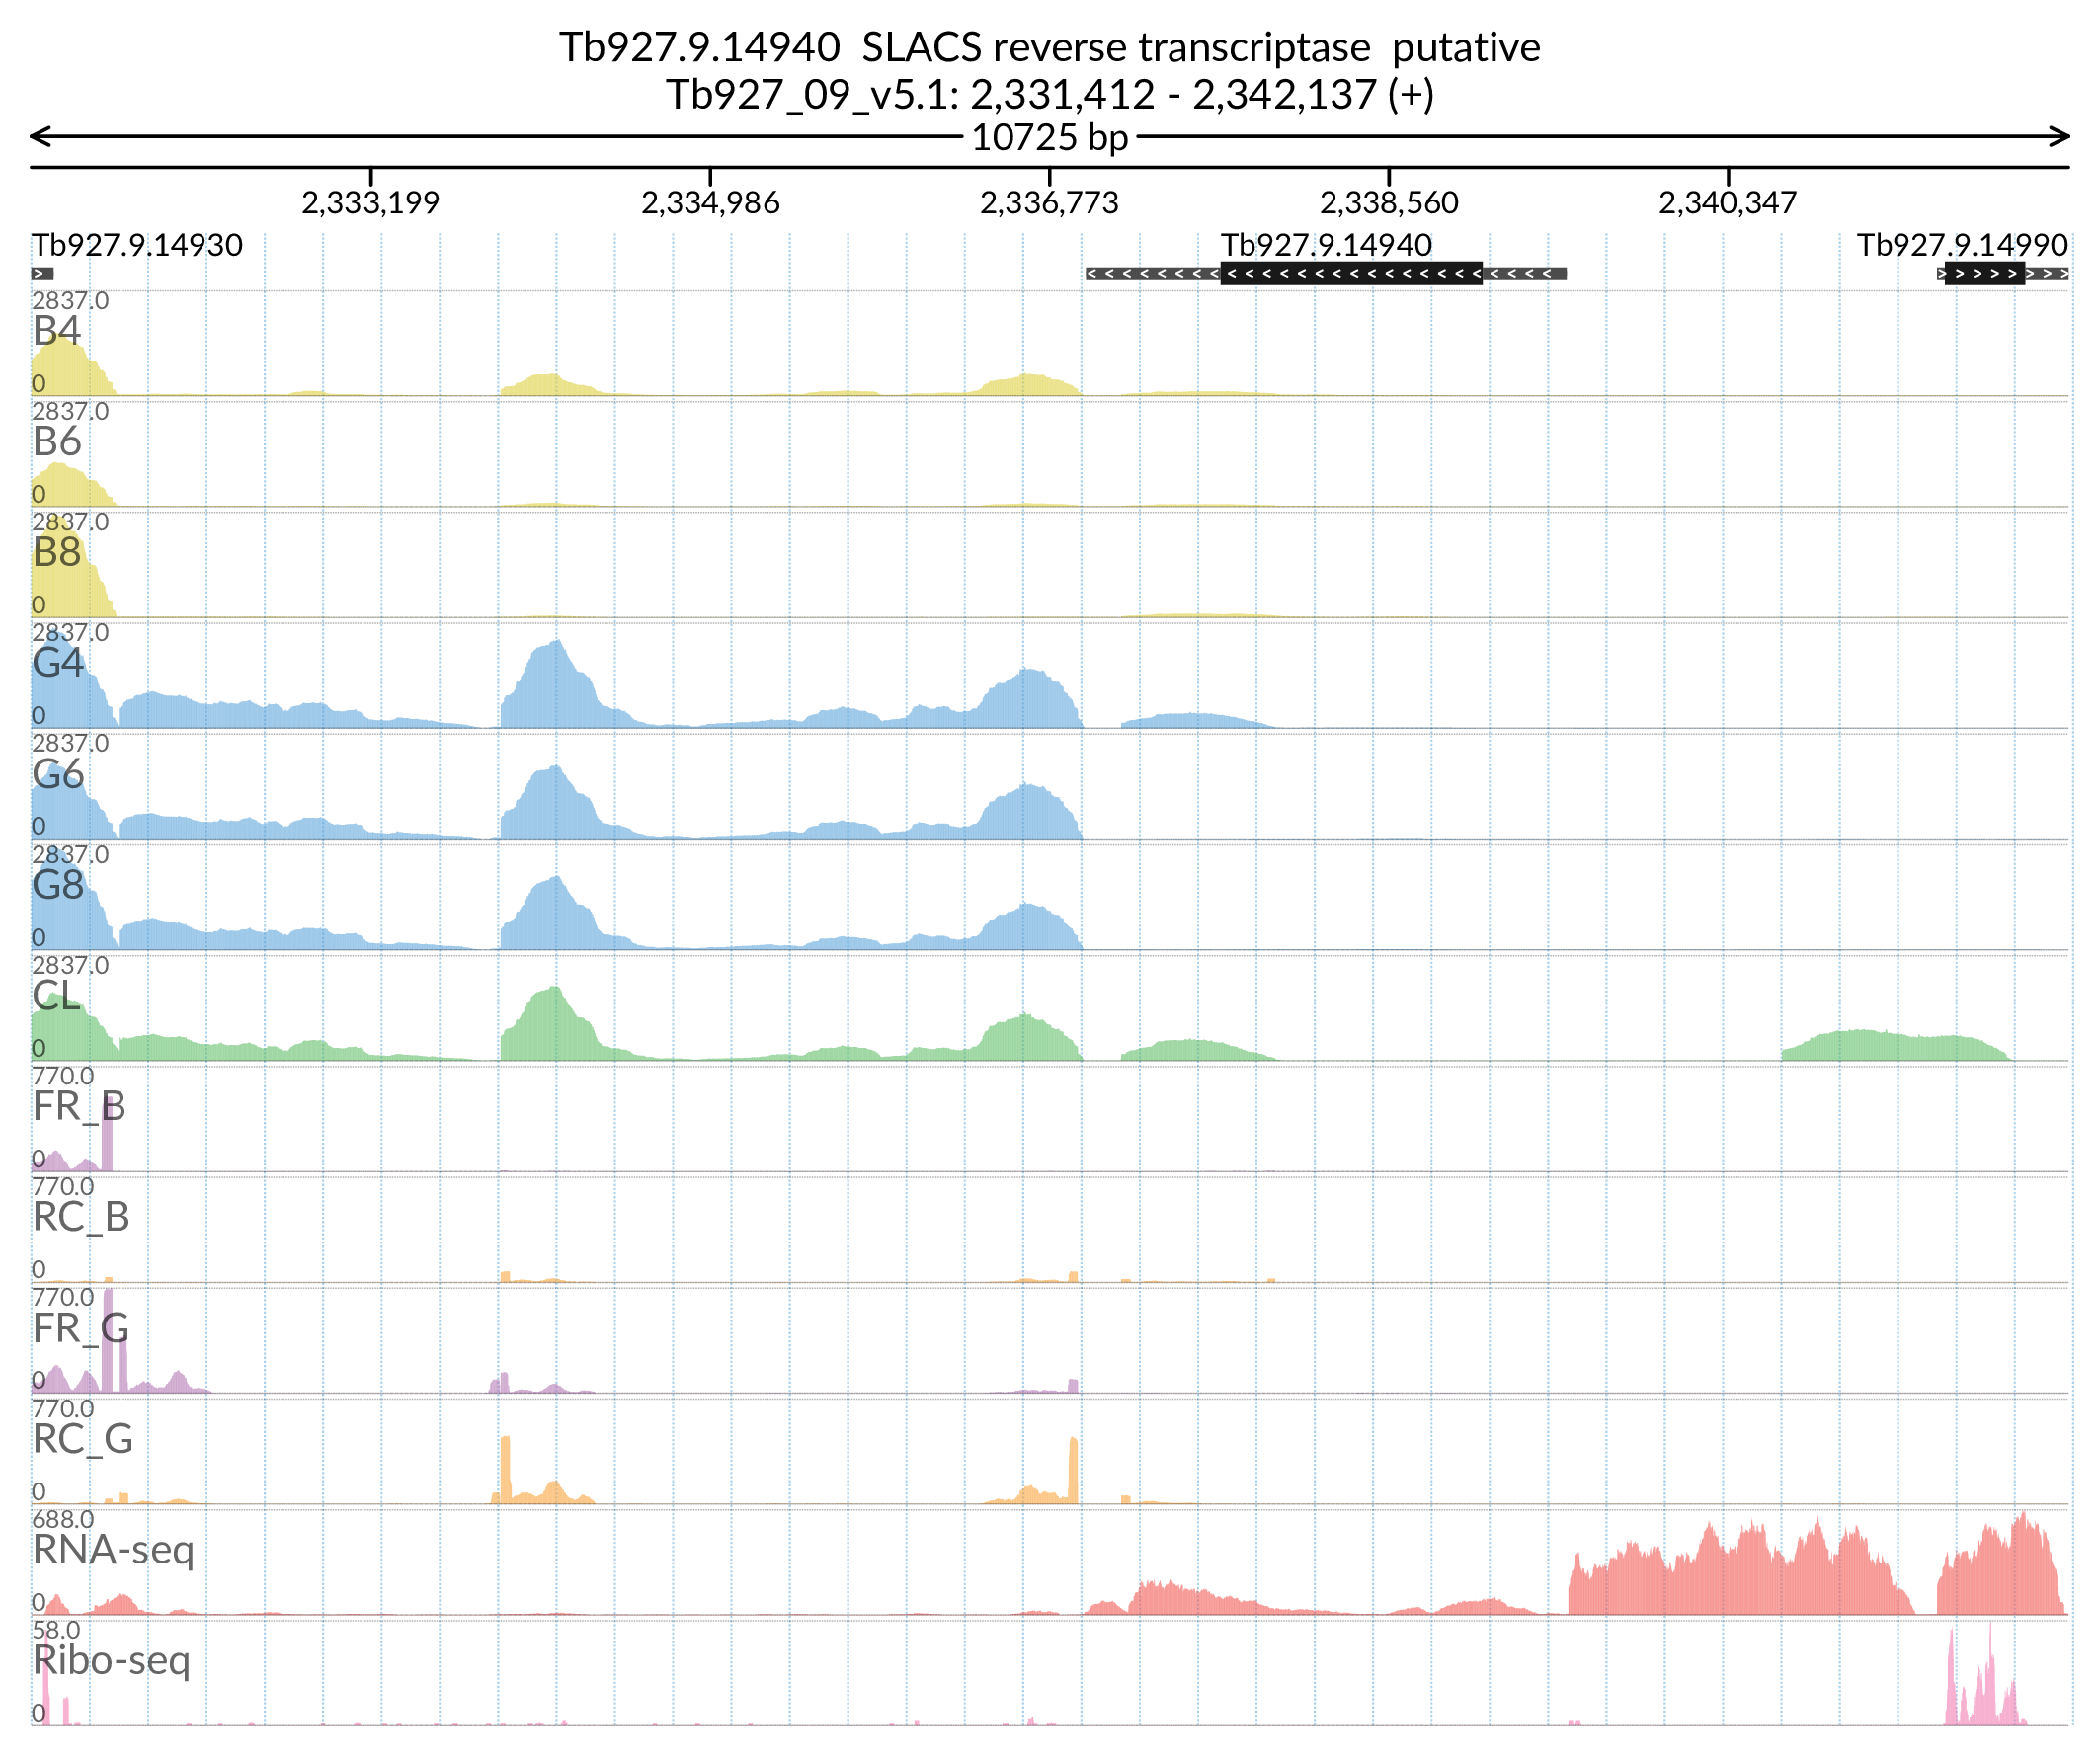 Tb927.9.14940  SLACS reverse transcriptase  putative
Tb927_09_v5.1: 2,331,412 - 2,342,137 (+)
10725 bp
2,333,199 2,334,986 2,336,773 2,338,560 2,340,347
Tb927.9.14930 Tb927.9.14940 Tb927.9.14990
2837.0
B4
0
2837.0
B6
0
2837.0
B8
0
2837.0
G4
0
2837.0
G6
0
2837.0
G8
0
2837.0
CL
0
770.0
FR_B
0
770.0
RC_B
0
770.0
FR_G
0
770.0
RC_G
0
688.0
RNA-seq
0
58.0
Ribo-seq
0